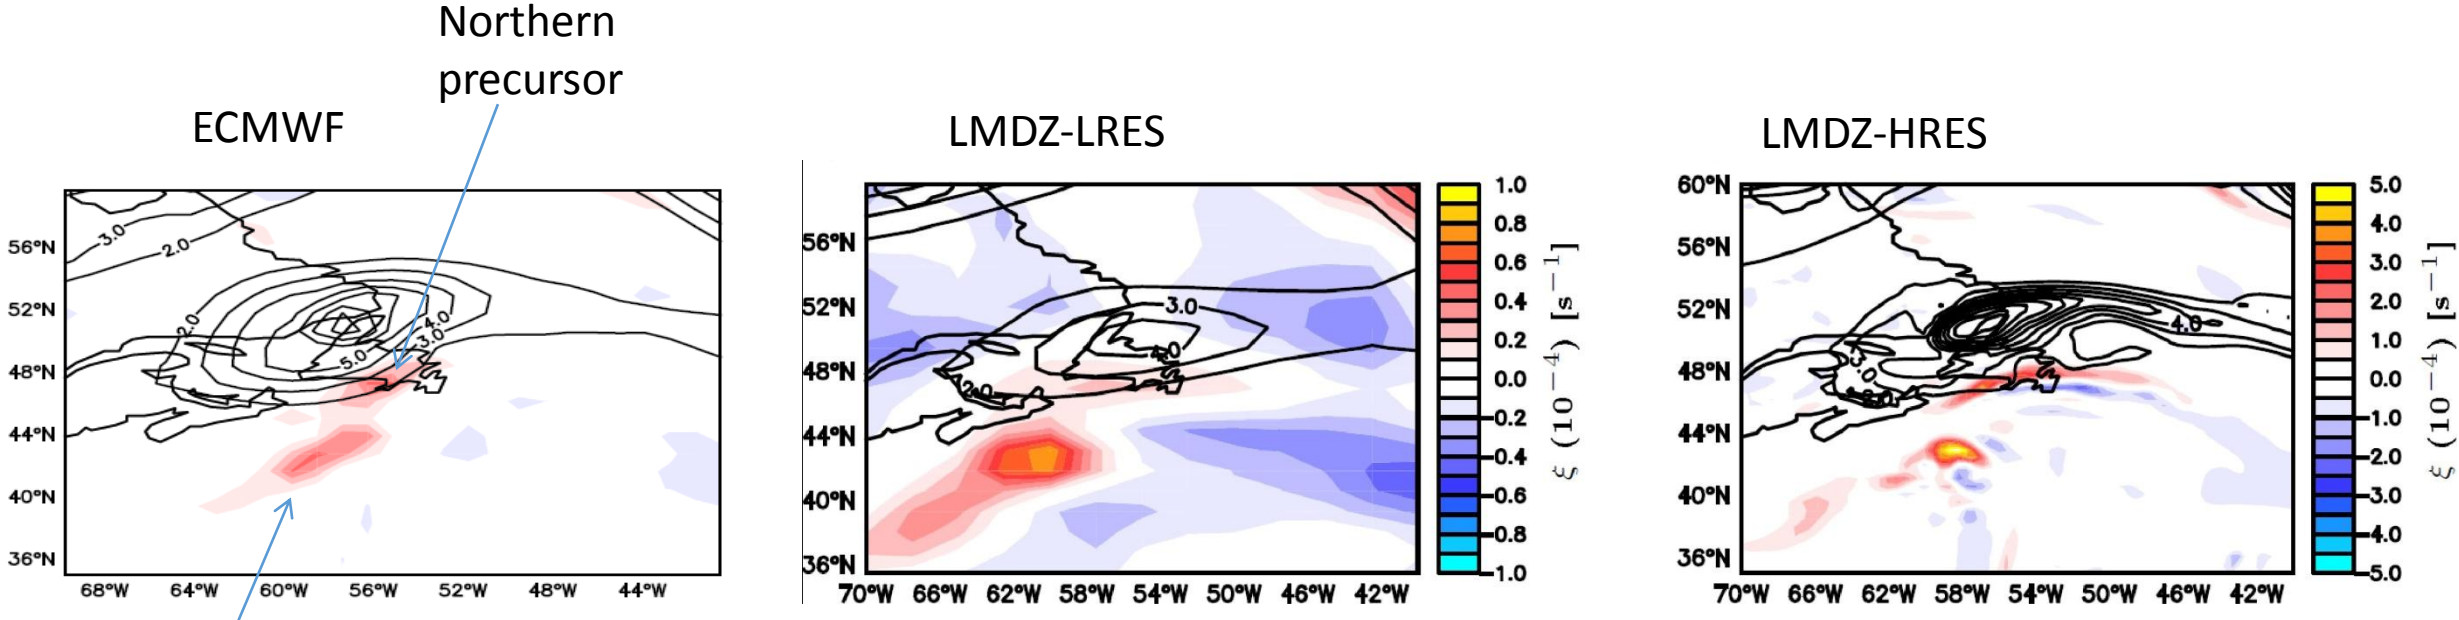 Northern
precursor
ECMWF
LMDZ-LRES
LMDZ-HRES
3.0
2.0
2.0
4.0
3.0
5.0
56°N
52°N
48°N
44°N
40°N
36°N
68°W 64°W 60°W 56°W 52°W 48°W 44°W
3.0
4.0
2.0
56°N
52°N
48°N
44°N
40°N
36°N
70°W 66°W 62°W 58°W 54°W 50°W 46°W 42°W
1.0
0.8
0.6
0.4
0.2
0.0
-0.2
-0.4
-0.6
-0.8
-1.0
ξ (10⁻⁴) [s⁻¹]
4.0
3.0
2.0
60°N
56°N
52°N
48°N
44°N
40°N
36°N
70°W 66°W 62°W 58°W 54°W 50°W 46°W 42°W
5.0
4.0
3.0
2.0
1.0
0.0
-1.0
-2.0
-3.0
-4.0
-5.0
ξ (10⁻⁴) [s⁻¹]